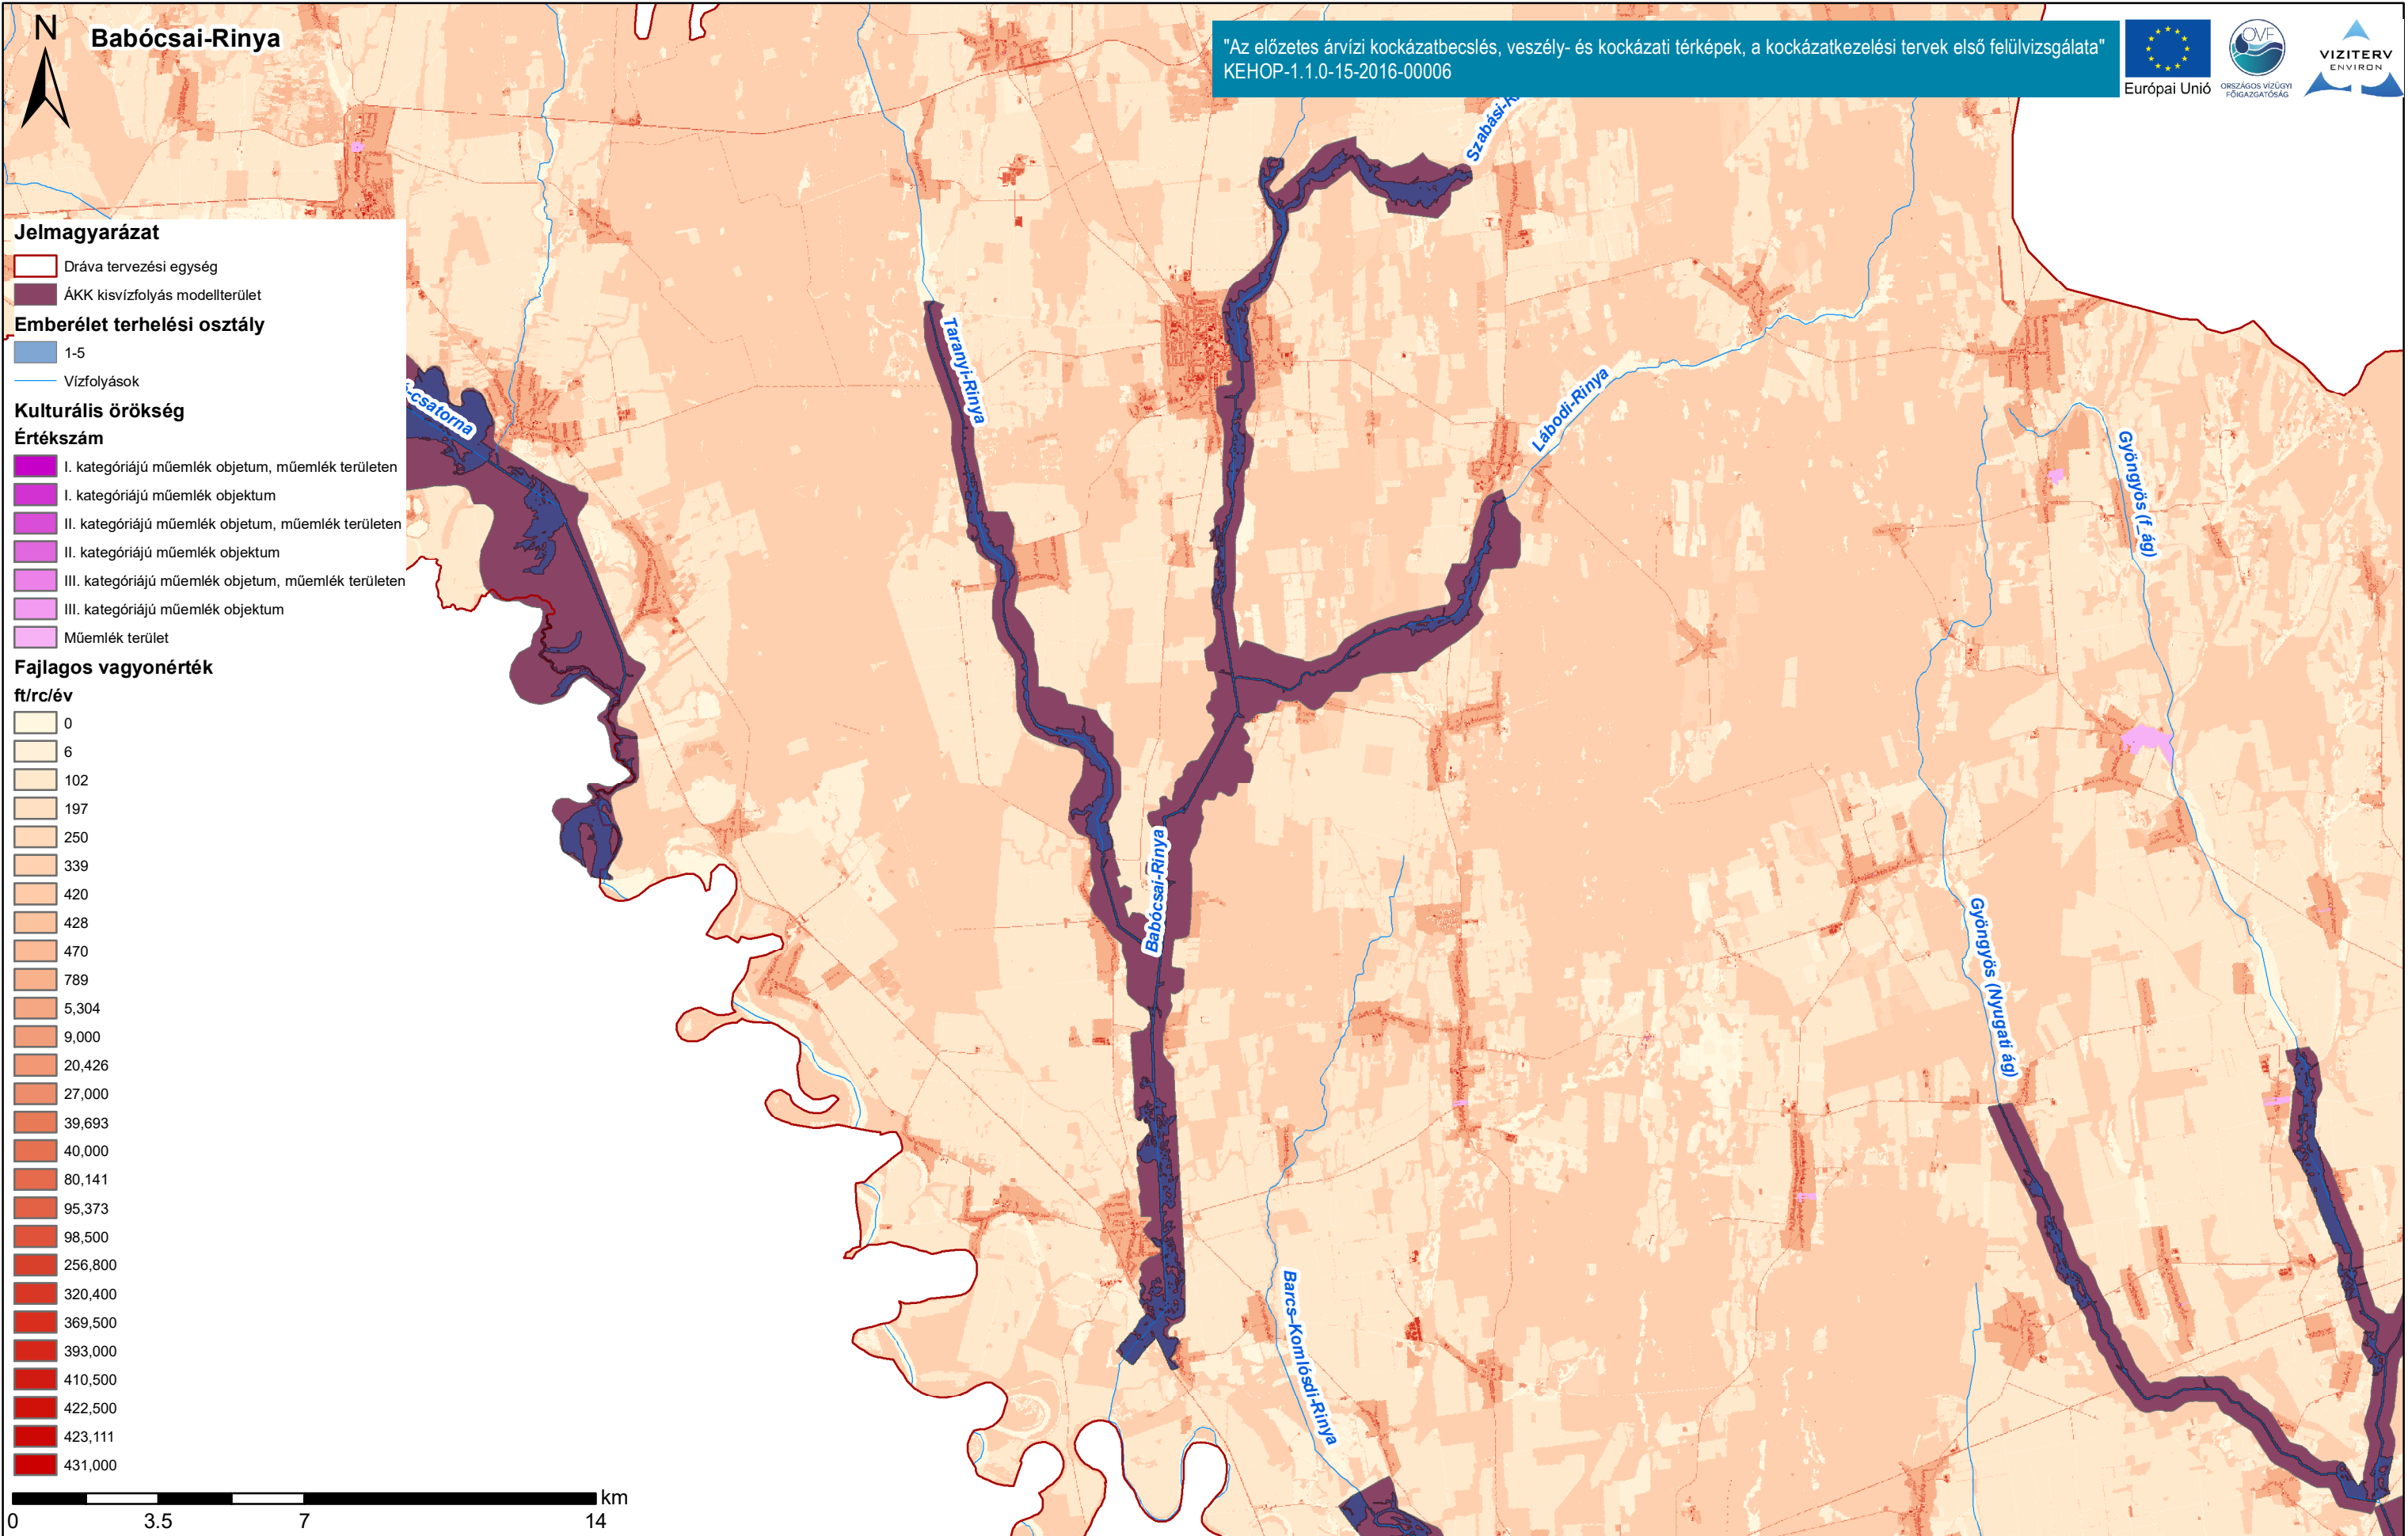 N
Babócsai-Rinya
"Az előzetes árvízi kockázatbecslés, veszély- és kockázati térképek, a kockázatkezelési tervek első felülvizsgálata"
KEHOP-1.1.0-15-2016-00006
Európai Unió
OVF
ORSZÁGOS VÍZÜGYI
FŐIGAZGATÓSÁG
VIZITERV
ENVIRON
Jelmagyarázat
Dráva tervezési egység
ÁKK kisvízfolyás modellterület
Emberélet terhelési osztály
1-5
Vízfolyások
Kulturális örökség
Értékszám
I. kategóriájú műemlék objetum, műemlék területen
I. kategóriájú műemlék objektum
II. kategóriájú műemlék objetum, műemlék területen
II. kategóriájú műemlék objektum
III. kategóriájú műemlék objetum, műemlék területen
III. kategóriájú műemlék objektum
Műemlék terület
Fajlagos vagyonérték
ft/rc/év
0
6
102
197
250
339
420
428
470
789
5,304
9,000
20,426
27,000
39,693
40,000
80,141
95,373
98,500
256,800
320,400
369,500
393,000
410,500
422,500
423,111
431,000
km
0 3.5 7 14
-csatorna
Taranyi-Rinya
Szabási-R
Lábodi-Rinya
Gyöngyös (f_ág)
Babócsai-Rinya
Gyöngyös (Nyugati ág)
Barcs-Komlósdi-Rinya